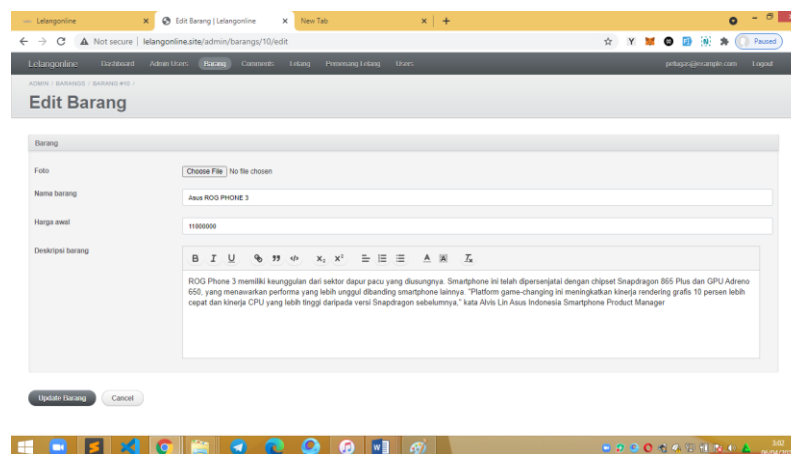 Lelangonline
Edit Barang | Lelangonline
New Tab
Not secure | lelangonline.site/admin/barangs/10/edit
Paused
Lelangonline Dashboard Admin Users Barang Comments Lelang Pemenang Lelang Users petugas@example.com Logout
ADMIN / BARANGS / BARANG #10 /
Edit Barang
Barang
Foto
Choose File No file chosen
Nama barang
Asus ROG PHONE 3
Harga awal
11000000
Deskripsi barang
ROG Phone 3 memiliki keunggulan dari sektor dapur pacu yang diusungnya. Smartphone ini telah dipersenjatai dengan chipset Snapdragon 865 Plus dan GPU Adreno
650, yang menawarkan performa yang lebih unggul dibanding smartphone lainnya. "Platform game-changing ini meningkatkan kinerja rendering grafis 10 persen lebih
cepat dan kinerja CPU yang lebih tinggi daripada versi Snapdragon sebelumnya," kata Alvis Lin Asus Indonesia Smartphone Product Manager
Update Barang Cancel
3:02